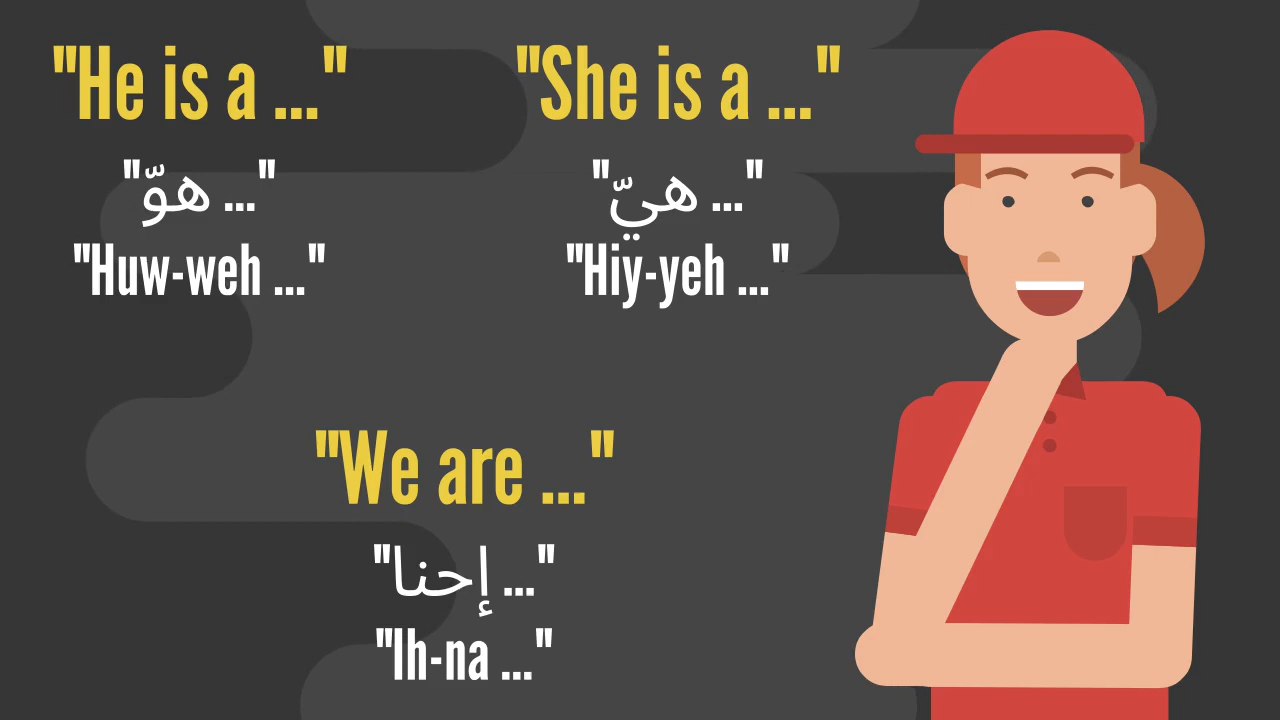 "He is a ..."
"هوّ ..."
"Huw-weh ..."
"She is a ..."
"هيّ ..."
"Hiy-yeh ..."
"We are ..."
"إحنا ..."
"Ih-na ..."